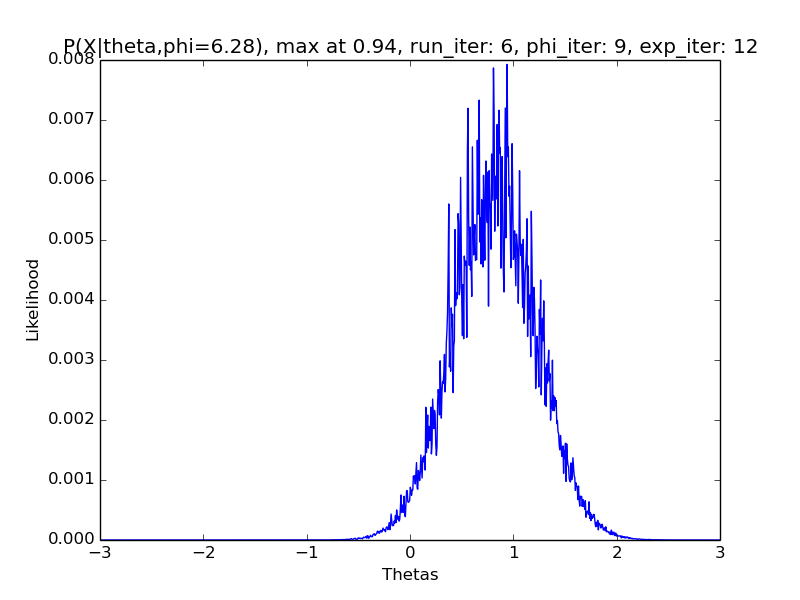 P(X|theta,phi=6.28), max at 0.94, run_iter: 6, phi_iter: 9, exp_iter: 12
0.008
0.007
0.006
0.005
0.004
0.003
0.002
0.001
0.000
Likelihood
−3 −2 −1 0 1 2 3
Thetas